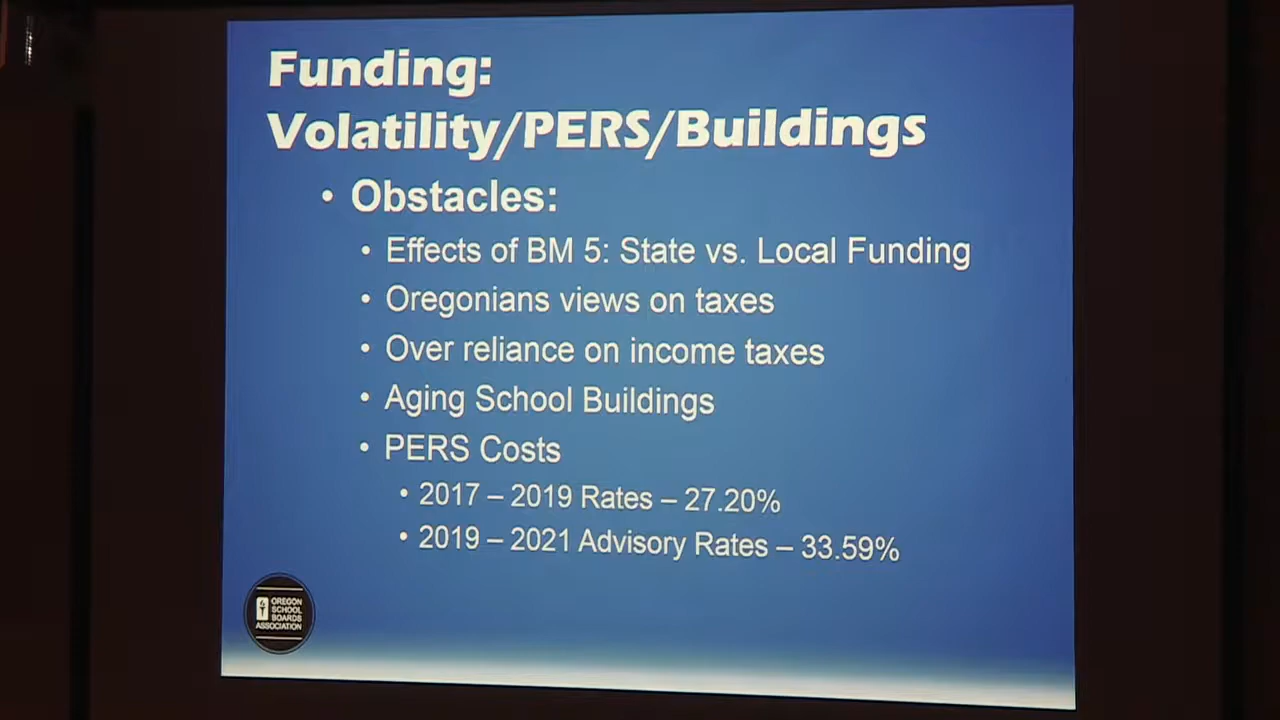 Funding:
Volatility/PERS/Buildings
• Obstacles:
• Effects of BM 5: State vs. Local Funding
• Oregonians views on taxes
• Over reliance on income taxes
• Aging School Buildings
• PERS Costs
• 2017 – 2019 Rates – 27.20%
• 2019 – 2021 Advisory Rates – 33.59%
OREGON
SCHOOL
BOARDS
ASSOCIATION